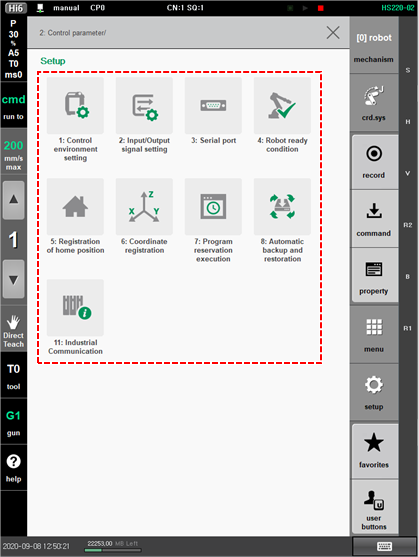 Hi6 manual CP0 CN:1 SQ:1 HS220-02
P
30
%
A5
T0
ms0
cmd
run to
200
mm/s
max
1
Direct
Teach
T0
tool
G1
gun
help
2: Control parameter/
Setup
1: Control
environment
setting
2: Input/Output
signal setting
3: Serial port
4: Robot ready
condition
5: Registration
of home position
X Y Z
6: Coordinate
registration
7: Program
reservation
execution
8: Automatic
backup and
restoration
11: Industrial
Communication
[0] robot
mechanism
crd.sys
record
command
property
menu
setup
favorites
U
user
buttons
S
H
V
R2
B
R1
2020-09-08 12:50:21 22253,00 MB Left